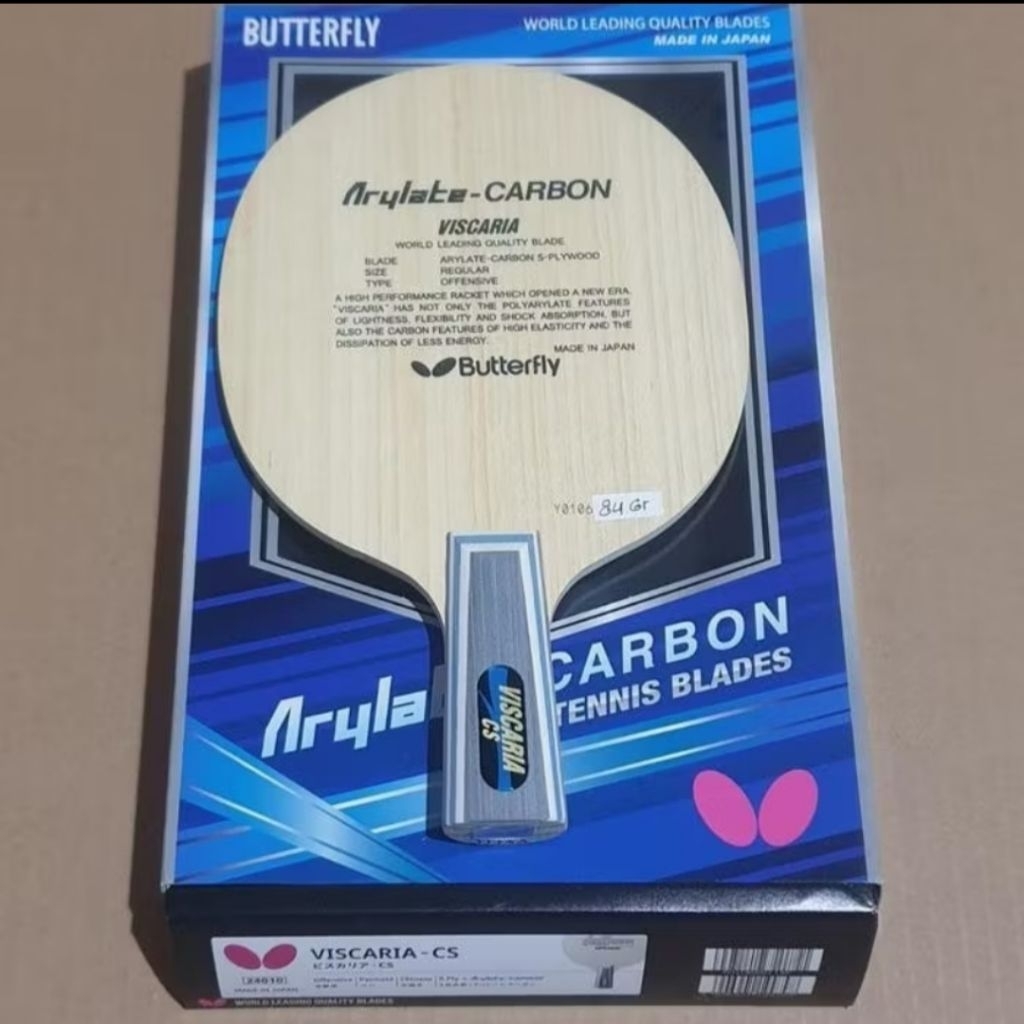 BUTTERFLY
WORLD LEADING QUALITY BLADES
MADE IN JAPAN
Arylate-CARBON
VISCARIA
WORLD LEADING QUALITY BLADE
BLADE ARYLATE-CARBON 5-PLYWOOD
SIZE REGULAR
TYPE OFFENSIVE
A HIGH PERFORMANCE RACKET WHICH OPENED A NEW ERA.
"VISCARIA" HAS NOT ONLY THE POLYARYLATE FEATURES
OF LIGHTNESS, FLEXIBILITY AND SHOCK ABSORPTION, BUT
ALSO THE CARBON FEATURES OF HIGH ELASTICITY AND THE
DISSIPATION OF LESS ENERGY.
MADE IN JAPAN
Butterfly
Y0106 84 Gr
Aryla CARBON
TENNIS BLADES
VISCARIA
CS
VISCARIA-CS
ビスカリア-CS
MADE IN JAPAN
WORLD LEADING QUALITY BLADES